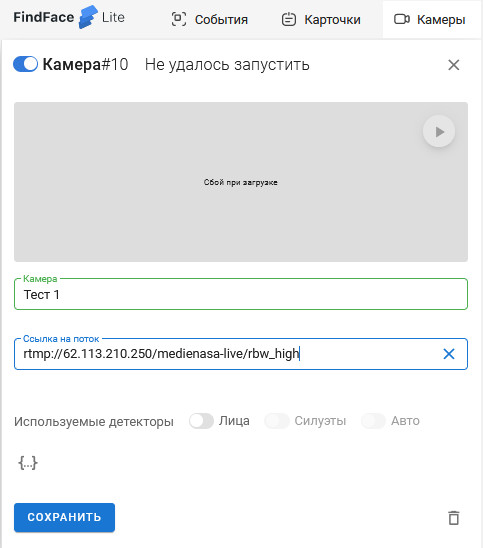 FindFace Lite События Карточки Камеры
Камера#10 Не удалось запустить
Сбой при загрузке
Камера
Тест 1
Ссылка на поток
rtmp://62.113.210.250/medienasa-live/rbw_high
Используемые детекторы Лица Силуэты Авто
{...}
СОХРАНИТЬ